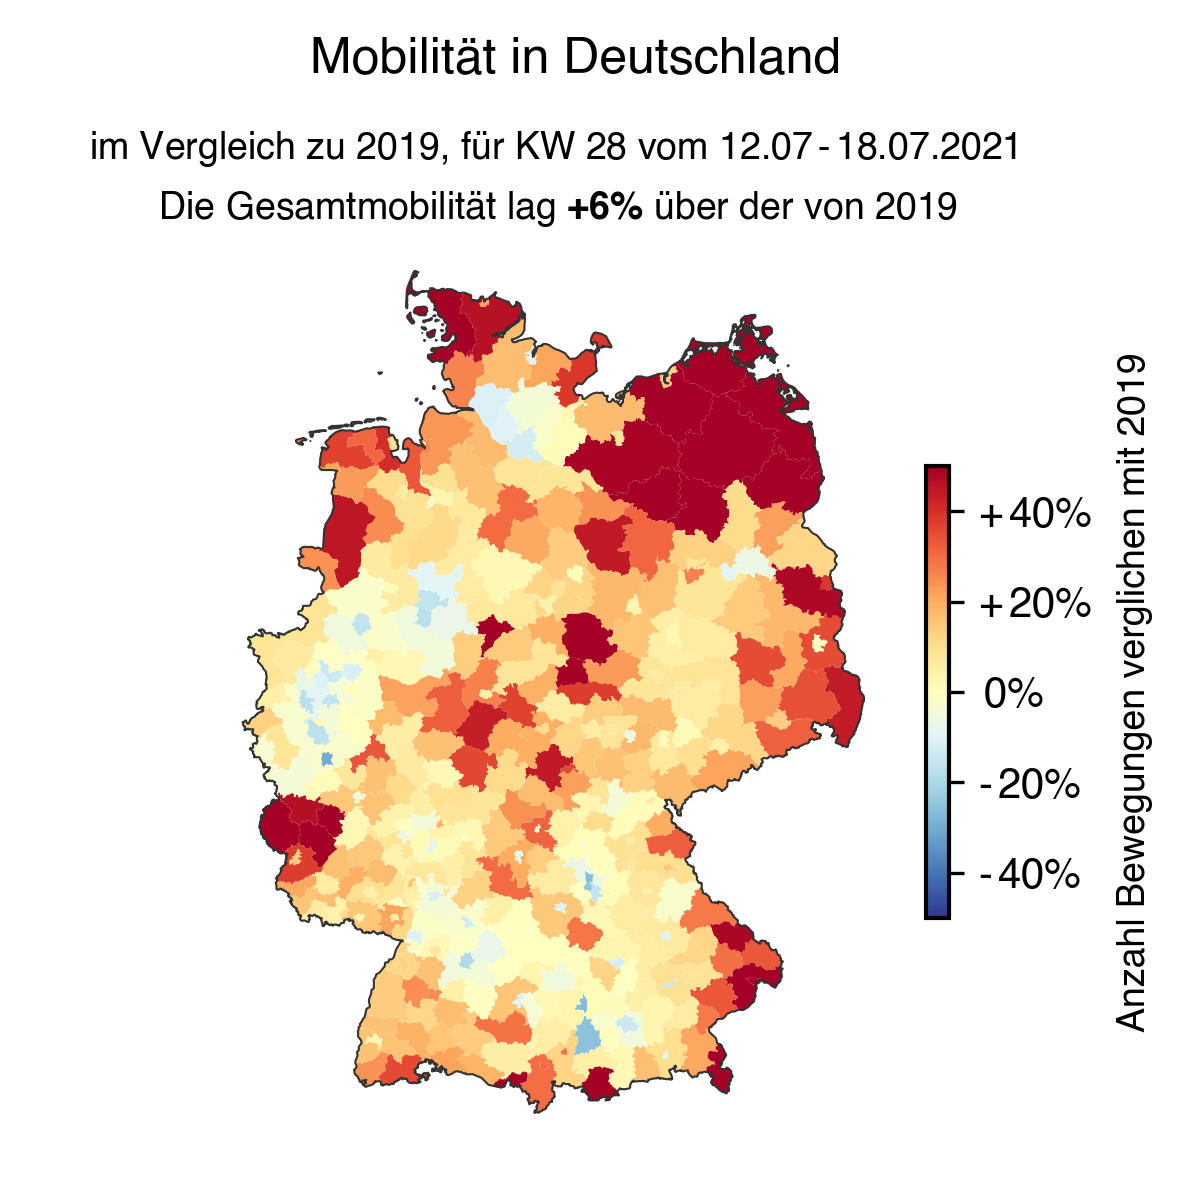 Mobilität in Deutschland
im Vergleich zu 2019, für KW 28 vom 12.07-18.07.2021
Die Gesamtmobilität lag +6% über der von 2019
+40%
+20%
0%
-20%
-40%
Anzahl Bewegungen verglichen mit 2019